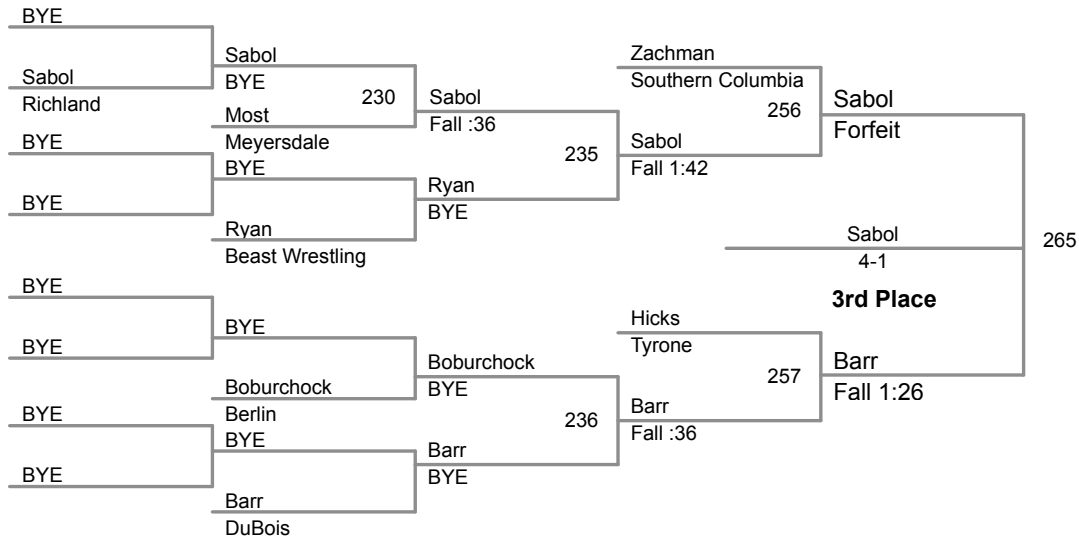 BYE
Sabol
Richland
BYE
BYE
BYE
BYE
BYE
BYE
Sabol
BYE
230
Most
Meyersdale
BYE
Ryan
Beast Wrestling
BYE
Boburchock
Berlin
BYE
Barr
DuBois
Sabol
Fall :36
235
Ryan
BYE
Boburchock
BYE
236
Barr
BYE
Zachman
Southern Columbia
256
Sabol
Fall 1:42
Hicks
Tyrone
257
Barr
Fall :36
Sabol
Forfeit
Sabol
4-1
265
3rd Place
Barr
Fall 1:26